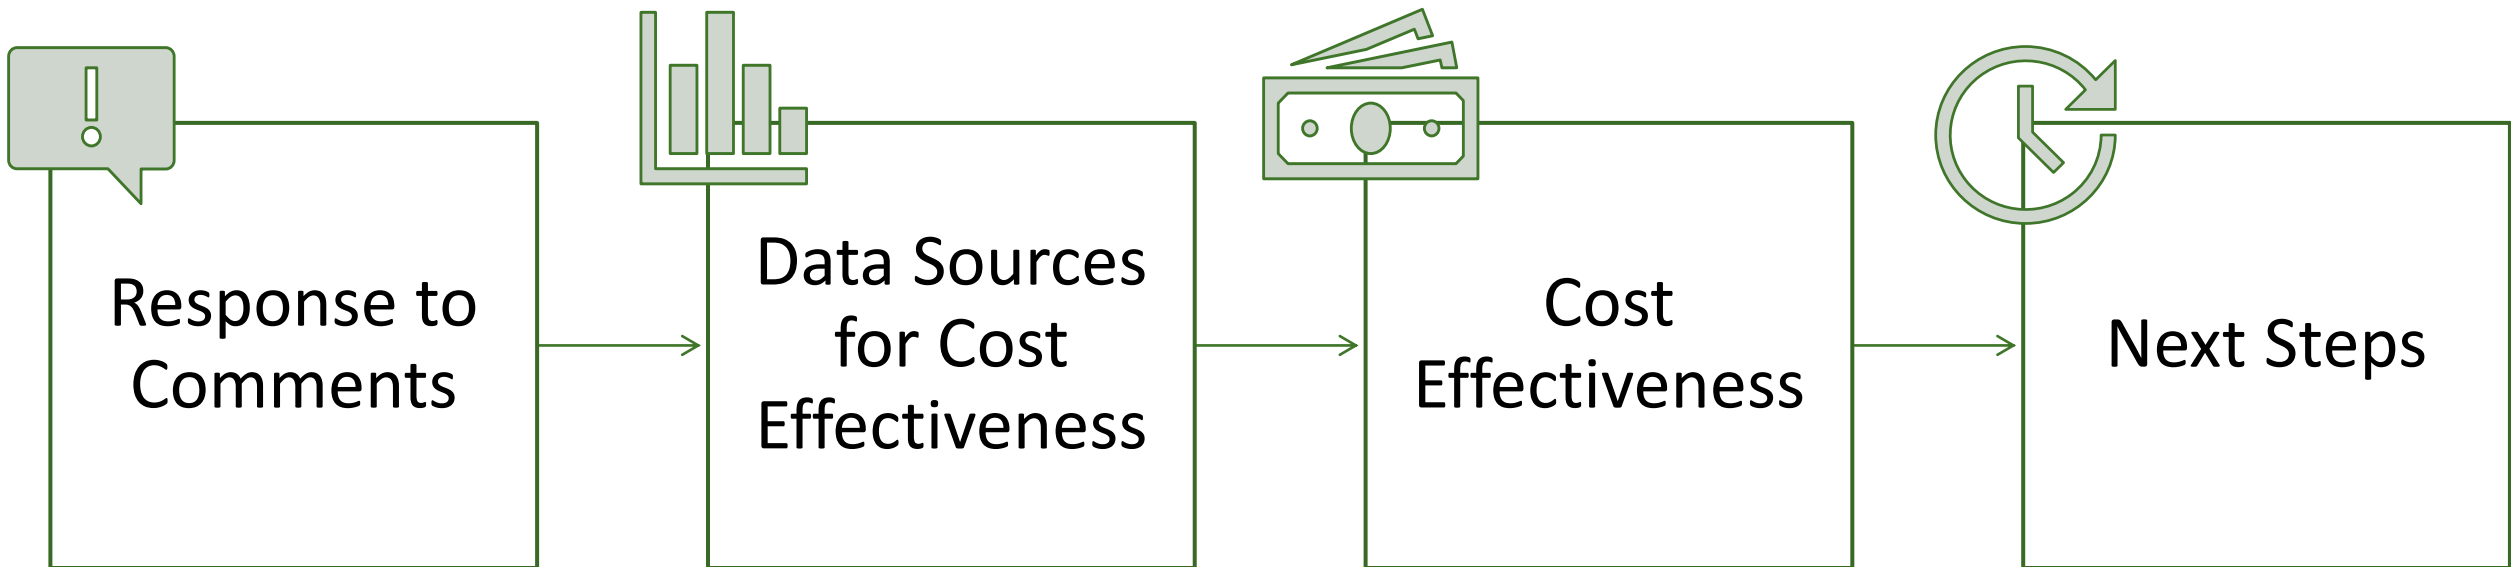 Response to
Comments
Data Sources
for Cost
Effectiveness
Cost
Effectiveness
Next Steps